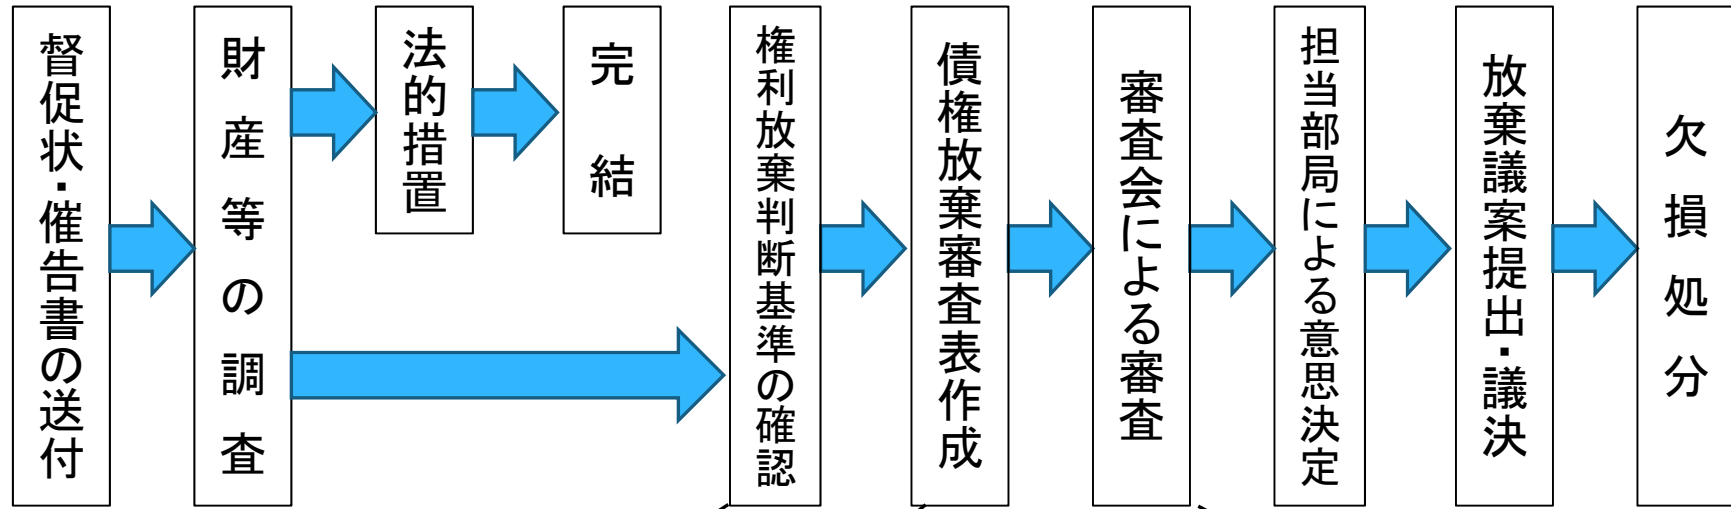 督促状・催告書の送付
財産等の調査
法的措置
完結
権利放棄判断基準の確認
債権放棄審査表作成
審査会による審査
担当部局による意思決定
放棄議案提出・議決
欠損処分